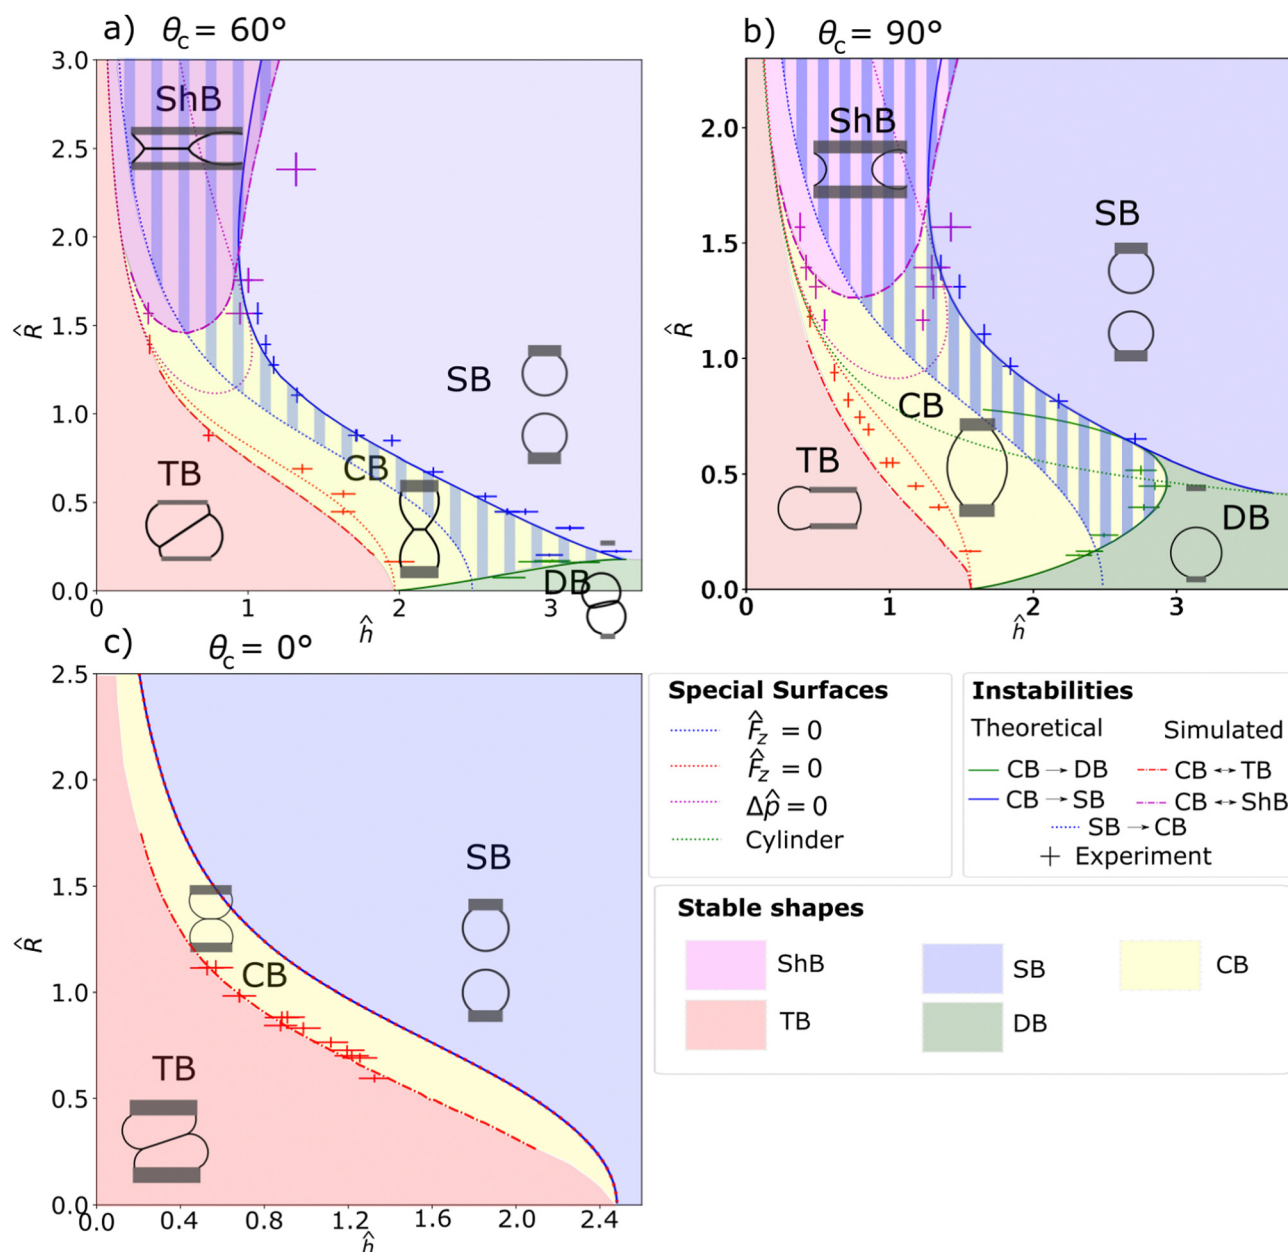 a) θc = 60°
3.0
2.5
2.0
1.5
1.0
0.5
0.0
R̂
ShB
SB
CB
TB
DB
0 1 2 3
ĥ
b) θc = 90°
2.0
1.5
1.0
0.5
0.0
R̂
ShB
SB
CB
TB
DB
0 1 2 3
ĥ
c) θc = 0°
2.5
2.0
1.5
1.0
0.5
0.0
R̂
SB
CB
TB
0.0 0.4 0.8 1.2 1.6 2.0 2.4
ĥ
Special Surfaces
F̂z = 0
F̂z = 0
Δp̂ = 0
Cylinder
Instabilities
Theoretical Simulated
CB → DB CB ↔ TB
CB → SB CB ↔ ShB
SB → CB
Experiment
Stable shapes
ShB SB CB
TB DB